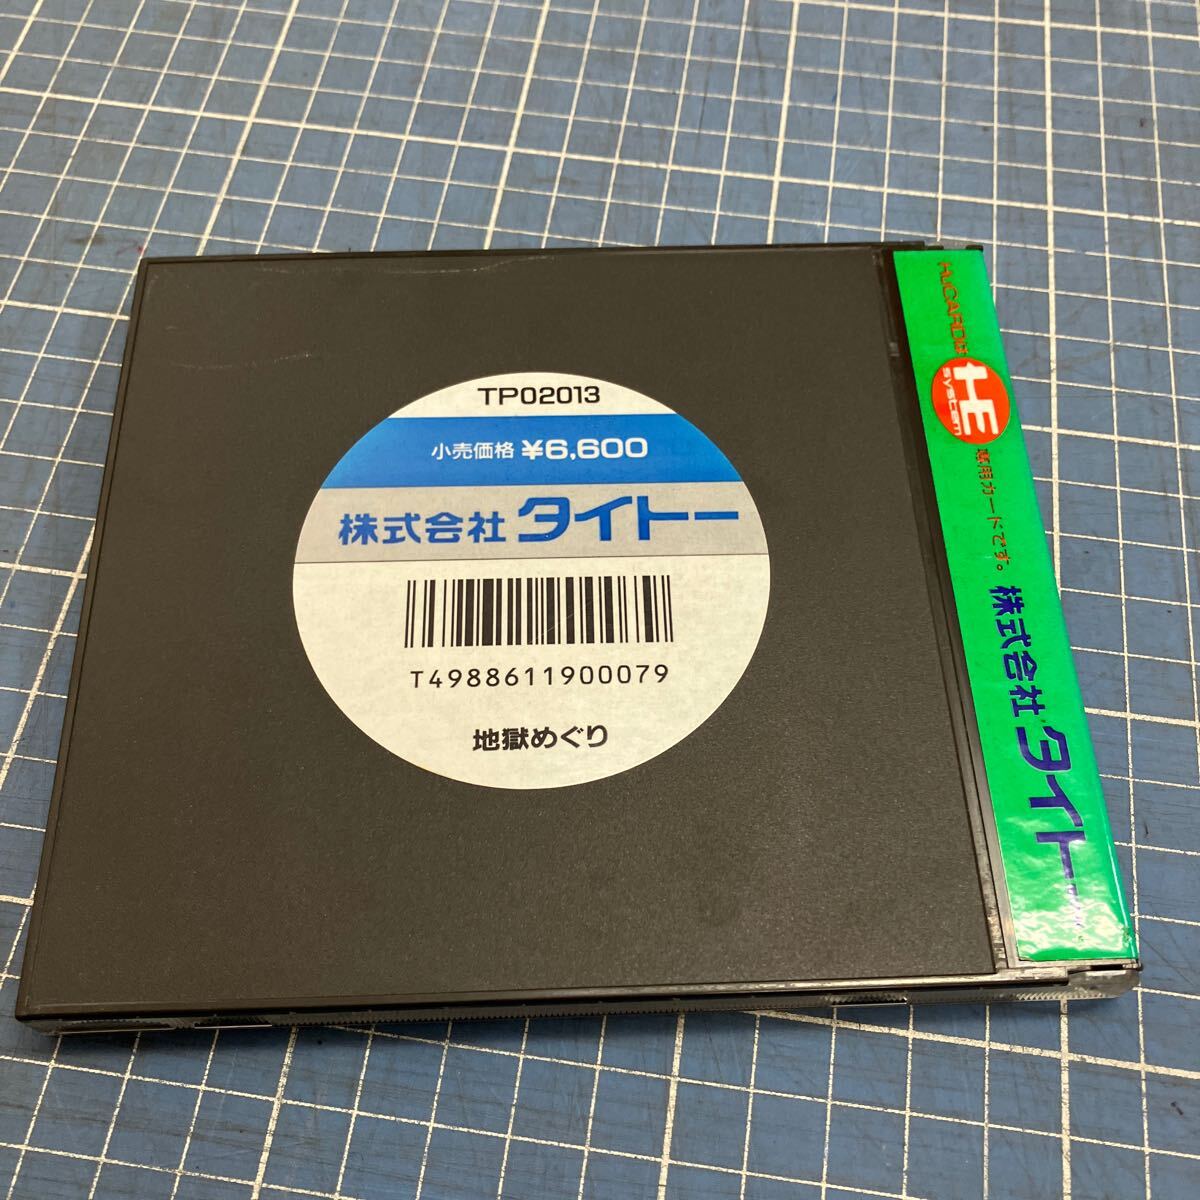 TP02013
小売価格 ¥6,600
株式会社 タイトー
T4988611900079
地獄めぐり
HuCARDは HE system 専用カードです。 株式会社 タイトー